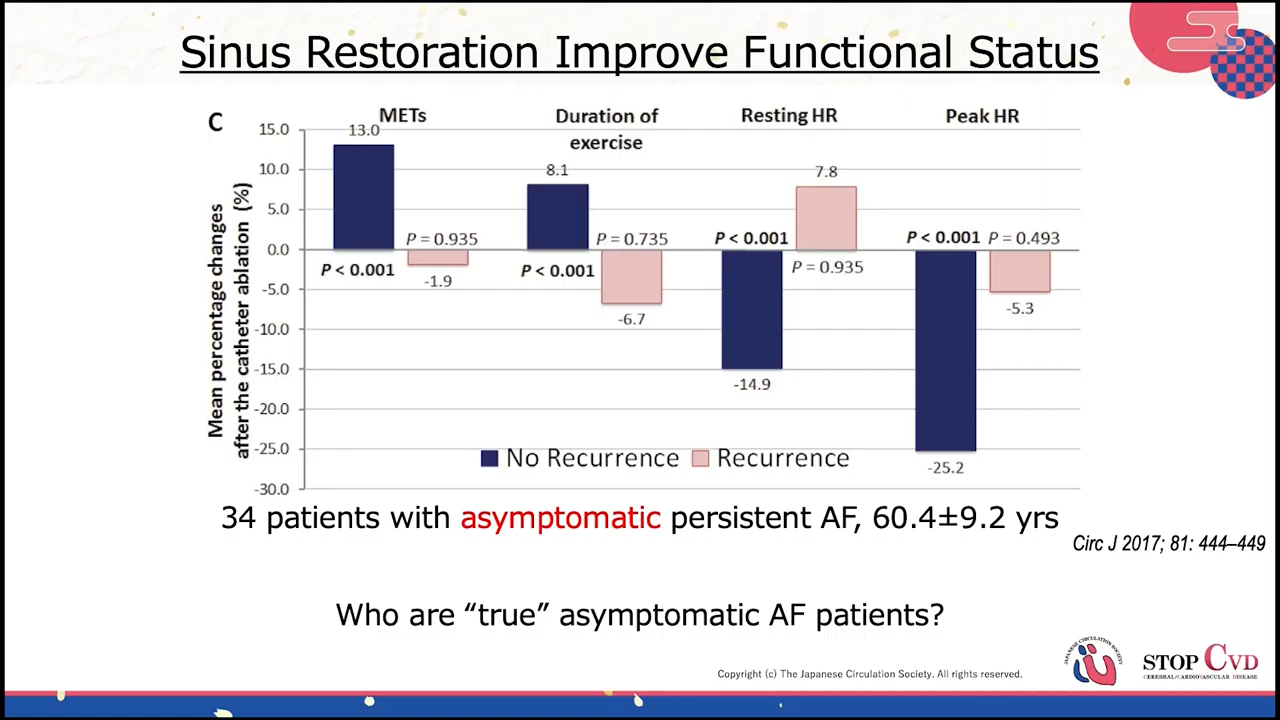 Sinus Restoration Improve Functional Status
C
METs
Duration of
exercise
Resting HR
Peak HR
Mean percentage changes
after the catheter ablation (%)
15.0
10.0
5.0
0.0
-5.0
-10.0
-15.0
-20.0
-25.0
-30.0
13.0
P < 0.001
P = 0.935
-1.9
8.1
P < 0.001
P = 0.735
-6.7
P < 0.001
-14.9
7.8
P = 0.935
P < 0.001
-25.2
P = 0.493
-5.3
No Recurrence
Recurrence
34 patients with asymptomatic persistent AF, 60.4±9.2 yrs
Circ J 2017; 81: 444–449
Who are “true” asymptomatic AF patients?
Copyright (c) The Japanese Circulation Society. All rights reserved.
JAPANESE CIRCULATION SOCIETY
STOP CVD
CEREBRAL/CARDIOVASCULAR DISEASE